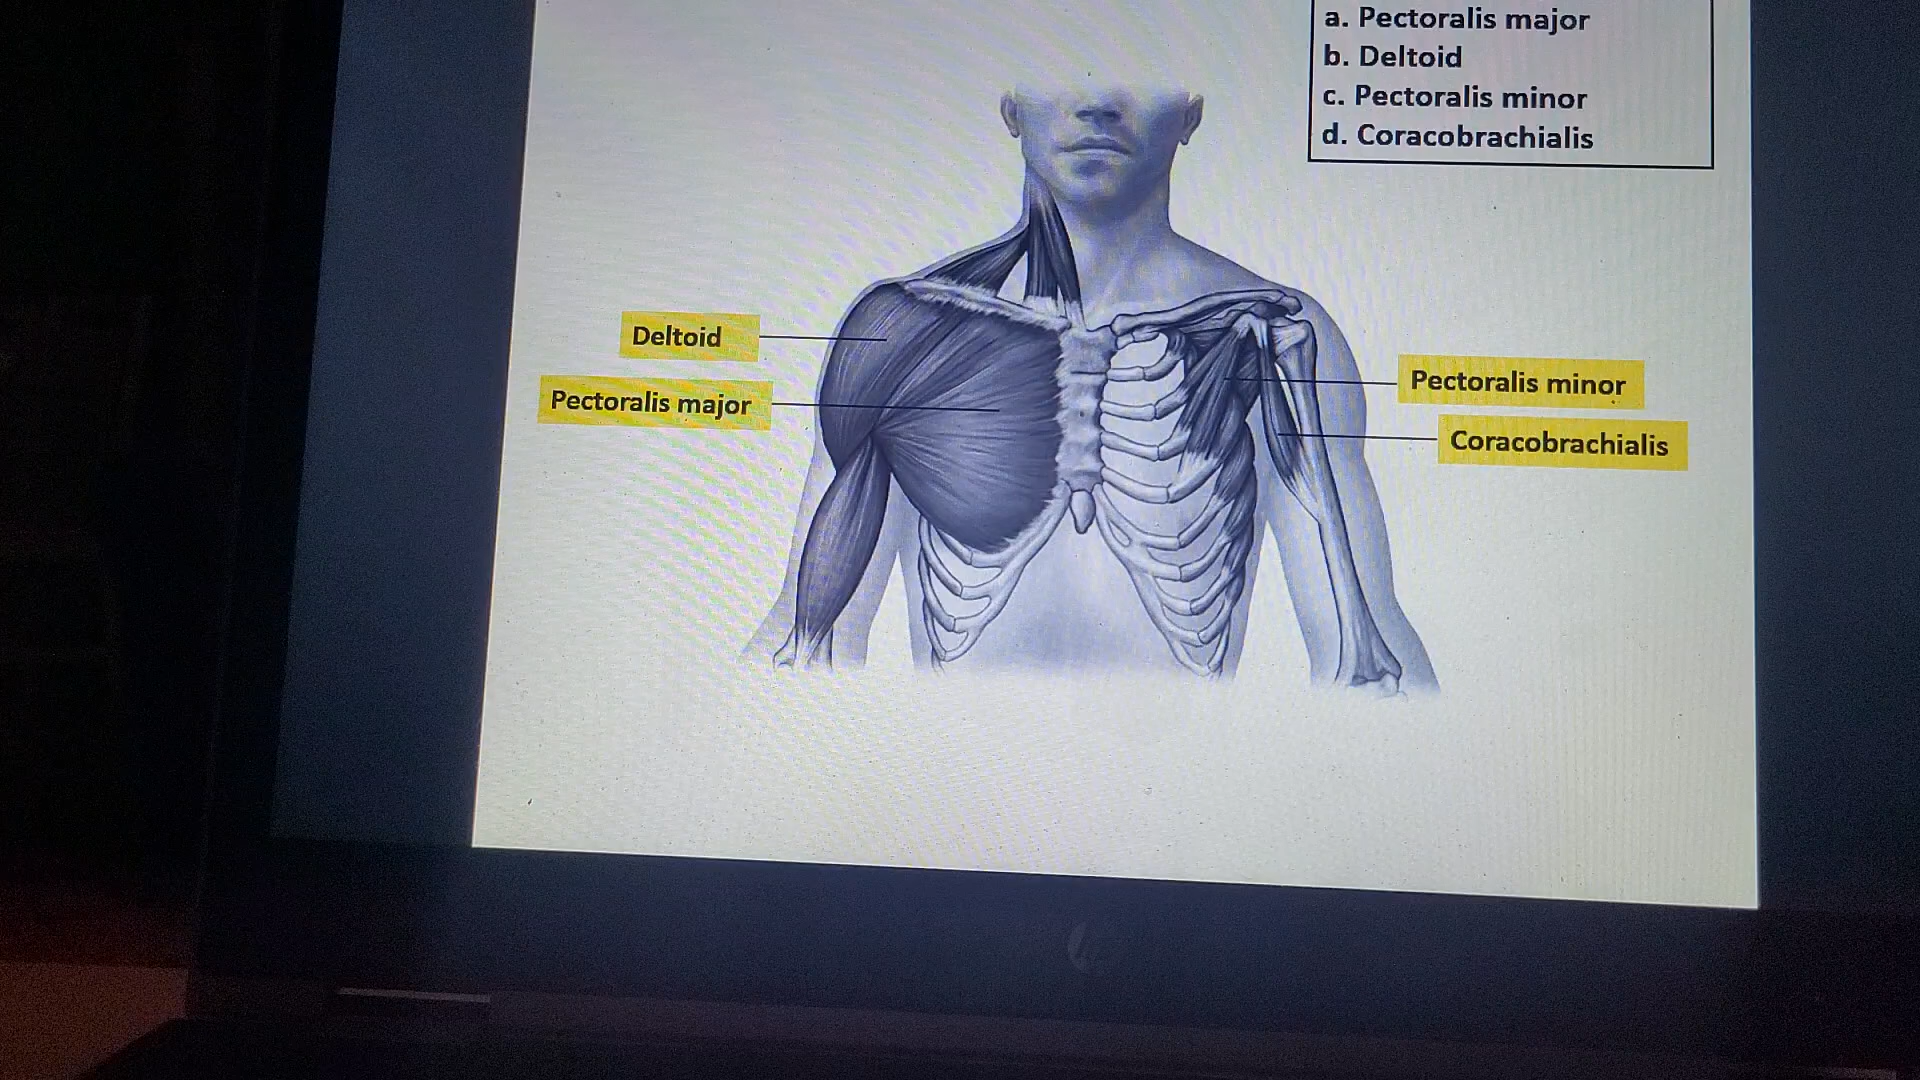 a. Pectoralis major
b. Deltoid
c. Pectoralis minor
d. Coracobrachialis
Deltoid
Pectoralis major
Pectoralis minor
Coracobrachialis